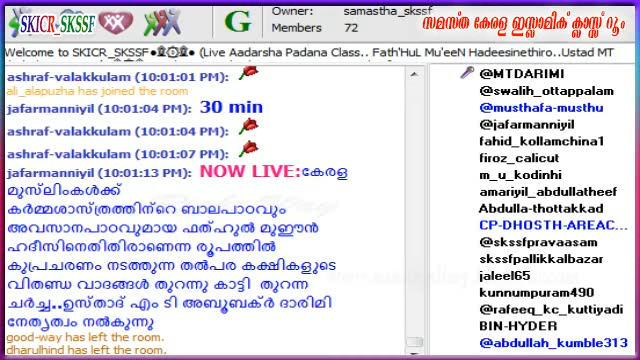 SKICR_SKSSF
G
Owner: samastha_skssf
Members 72
സമസ്ത കേരള ഇസ്ലാമിക് ക്ലാസ്സ് റൂം
Welcome to SKICR_SKSSF (Live Aadarsha Padana Class.. Fath'HuL Mu'eeN Hadeesinethiro..Ustad MT
ashraf-valakkulam (10:01:01 PM):
ali_alapuzha has joined the room
jafarmanniyil (10:01:04 PM): 30 min
ashraf-valakkulam (10:01:04 PM):
ashraf-valakkulam (10:01:07 PM):
jafarmanniyil (10:01:13 PM): NOW LIVE:കേരള
മുസ്ലിംകൾക്ക്
കർമ്മശാസ്ത്രത്തിന്റെ ബാലപാഠവും
അവസാനപാഠവുമായ ഫത്ഹുൽ മുഈൻ
ഹദീസിനെതിരാണെന്ന രൂപത്തിൽ
കുപ്രചരണം നടത്തുന്ന തൽപര കക്ഷികളുടെ
വിതണ്ഡ വാദങ്ങൾ തുറന്നു കാട്ടി തുറന്ന
ചർച്ച..ഉസ്താദ് എം ടി അബൂബക്ർ ദാരിമി
നേതൃത്വം നൽകുന്നു
good-way has left the room.
dharulhind has left the room.
@MTDARIMI
@swalih_ottappalam
@musthafa-musthu
@jafarmanniyil
fahid_kollamchina1
firoz_calicut
m_u_kodinhi
amariyil_abdullatheef
Abdulla-thottakkad
CP-DHOSTH-AREAC...
@skssfpravaasam
skssfpallikkalbazar
jaleel65
kunnumpuram490
@rafeeq_kc_kuttiyadi
BIN-HYDER
@abdullah_kumble313